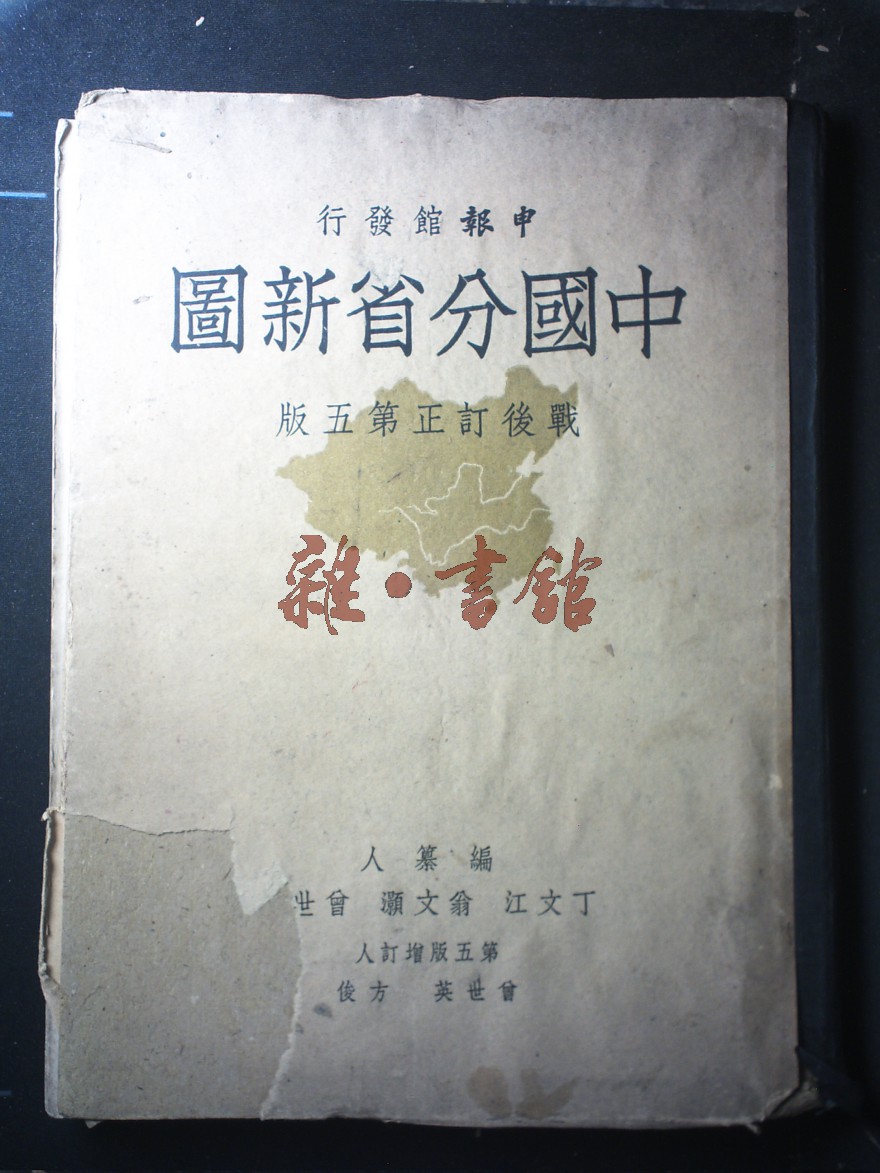 申報館發行
中國分省新圖
戰後訂正第五版
雜·書館
編纂人
丁文江 翁文灝 曾世
第五版增訂人
曾世英 方俊